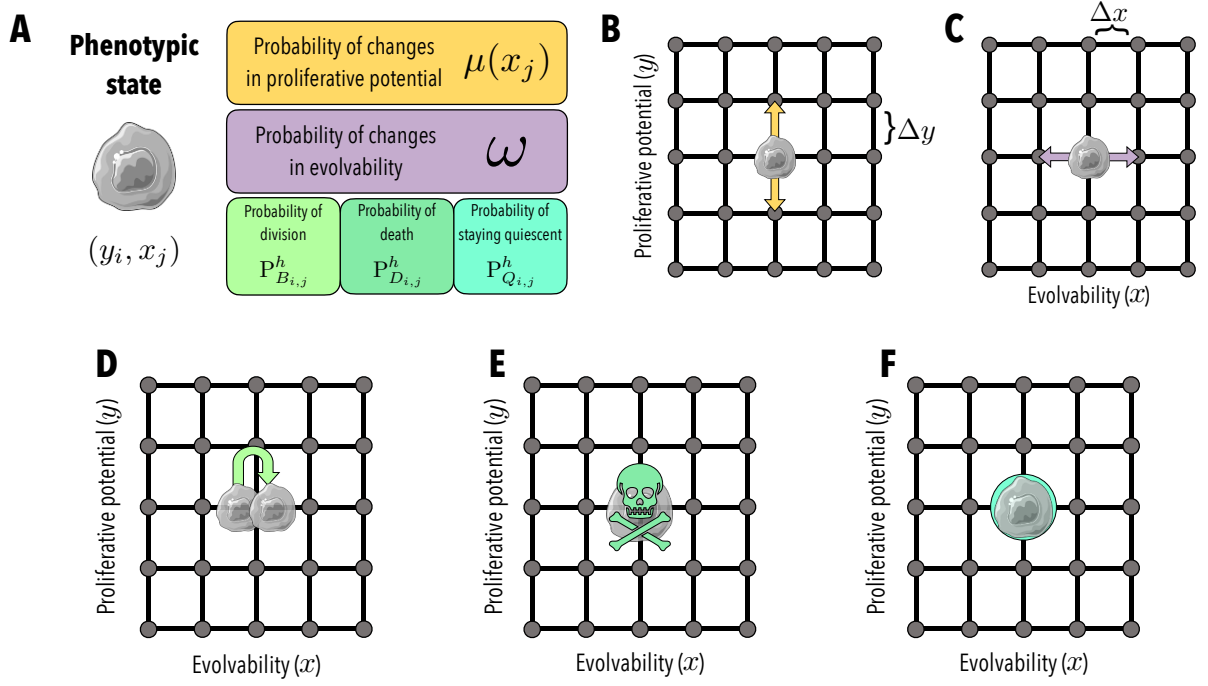 A
Phenotypic
state
(y_i, x_j)
Probability of changes
in proliferative potential
μ(x_j)
Probability of changes
in evolvability
ω
Probability of
division
P^h_{B_{i,j}}
Probability of
death
P^h_{D_{i,j}}
Probability of
staying quiescent
P^h_{Q_{i,j}}
B
Proliferative potential (y)
}Δy
C
Δx
Evolvability (x)
D
Proliferative potential (y)
Evolvability (x)
E
Proliferative potential (y)
Evolvability (x)
F
Proliferative potential (y)
Evolvability (x)